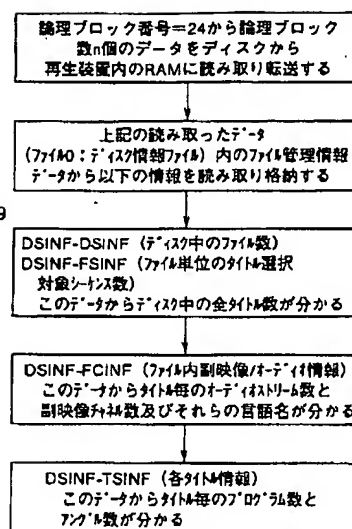 論理ブロック番号=24から論理ブロック
数n個のデータをディスクから
再生装置内のRAMに読み取り転送する
上記の読み取ったデータ
(ファイル0:ディスク情報ファイル)内のファイル管理情報
データから以下の情報を読み取り格納する
9
DSINF-DSINF (ディスク中のファイル数)
DSINF-FSINF (ファイル単位のタイトル選択
対象シーケンス数)
このデータからディスク中の全タイトル数が分かる
DSINF-FCINF (ファイル内副映像/オーディオ情報)
このデータからタイトル毎のオーディオストリーム数と
副映像チャネル数及びそれらの言語名が分かる
DSINF-TSINF (各タイトル情報)
このデータからタイトル毎のプログラム数と
アングル数が分かる